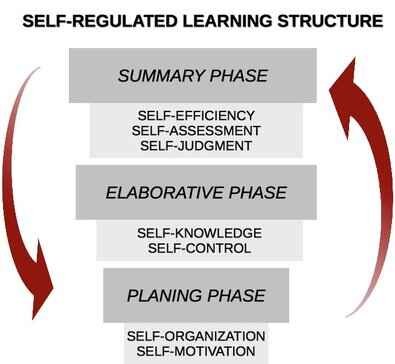 SELF-REGULATED LEARNING STRUCTURE
SUMMARY PHASE
SELF-EFFICIENCY
SELF-ASSESSMENT
SELF-JUDGMENT
ELABORATIVE PHASE
SELF-KNOWLEDGE
SELF-CONTROL
PLANING PHASE
SELF-ORGANIZATION
SELF-MOTIVATION